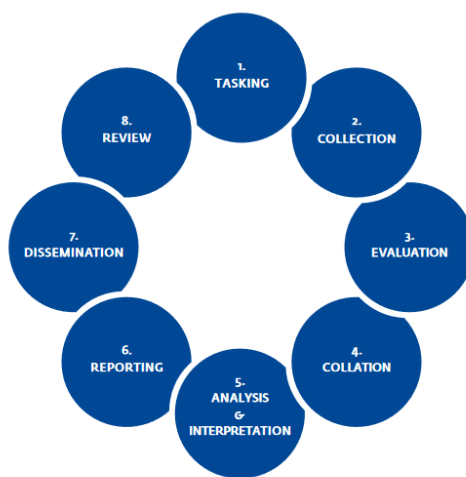 1.
TASKING
2.
COLLECTION
3.
EVALUATION
4.
COLLATION
5.
ANALYSIS
&
INTERPRETATION
6.
REPORTING
7.
DISSEMINATION
8.
REVIEW